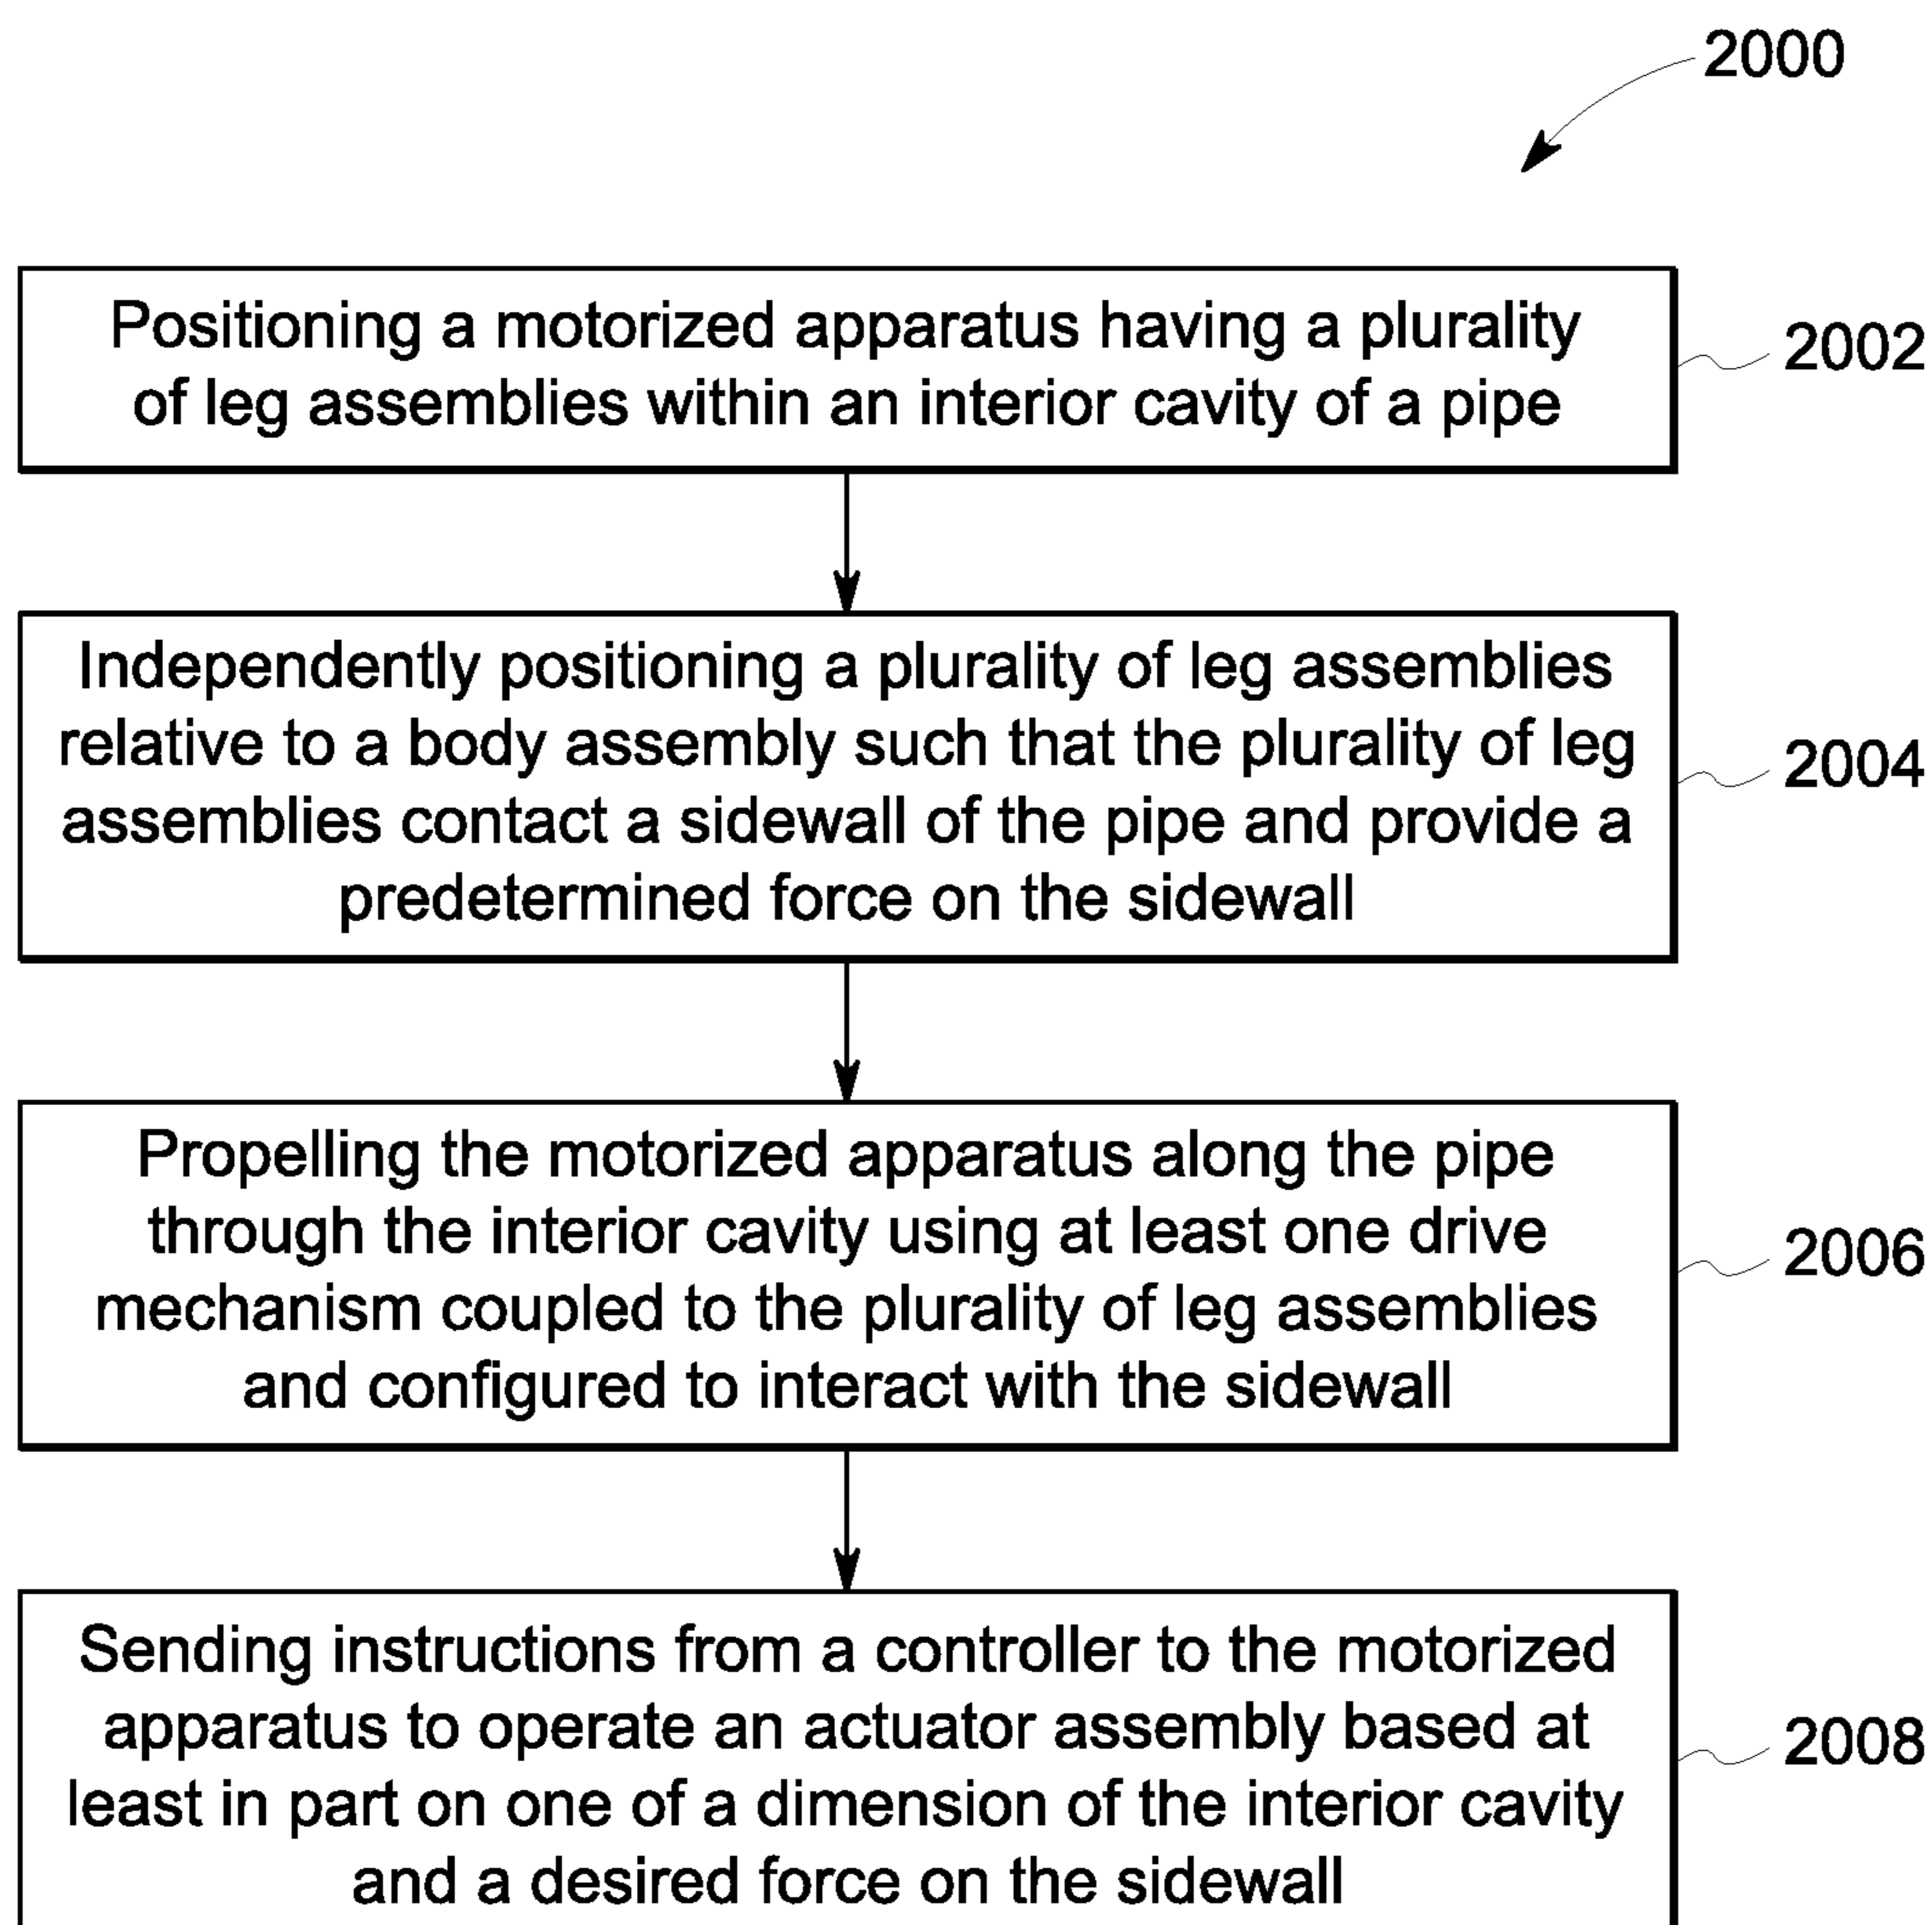 2000
Positioning a motorized apparatus having a plurality
of leg assemblies within an interior cavity of a pipe
2002
Independently positioning a plurality of leg assemblies
relative to a body assembly such that the plurality of leg
assemblies contact a sidewall of the pipe and provide a
predetermined force on the sidewall
2004
Propelling the motorized apparatus along the pipe
through the interior cavity using at least one drive
mechanism coupled to the plurality of leg assemblies
and configured to interact with the sidewall
2006
Sending instructions from a controller to the motorized
apparatus to operate an actuator assembly based at
least in part on one of a dimension of the interior cavity
and a desired force on the sidewall
2008